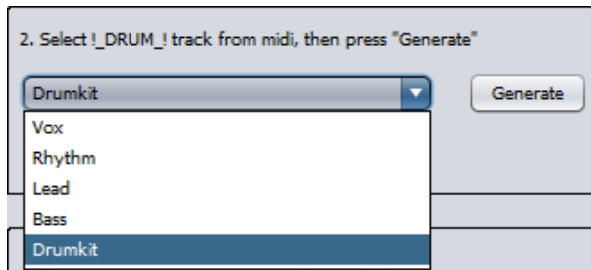 2. Select !_DRUM_! track from midi, then press "Generate"
Drumkit
Generate
Vox
Rhythm
Lead
Bass
Drumkit